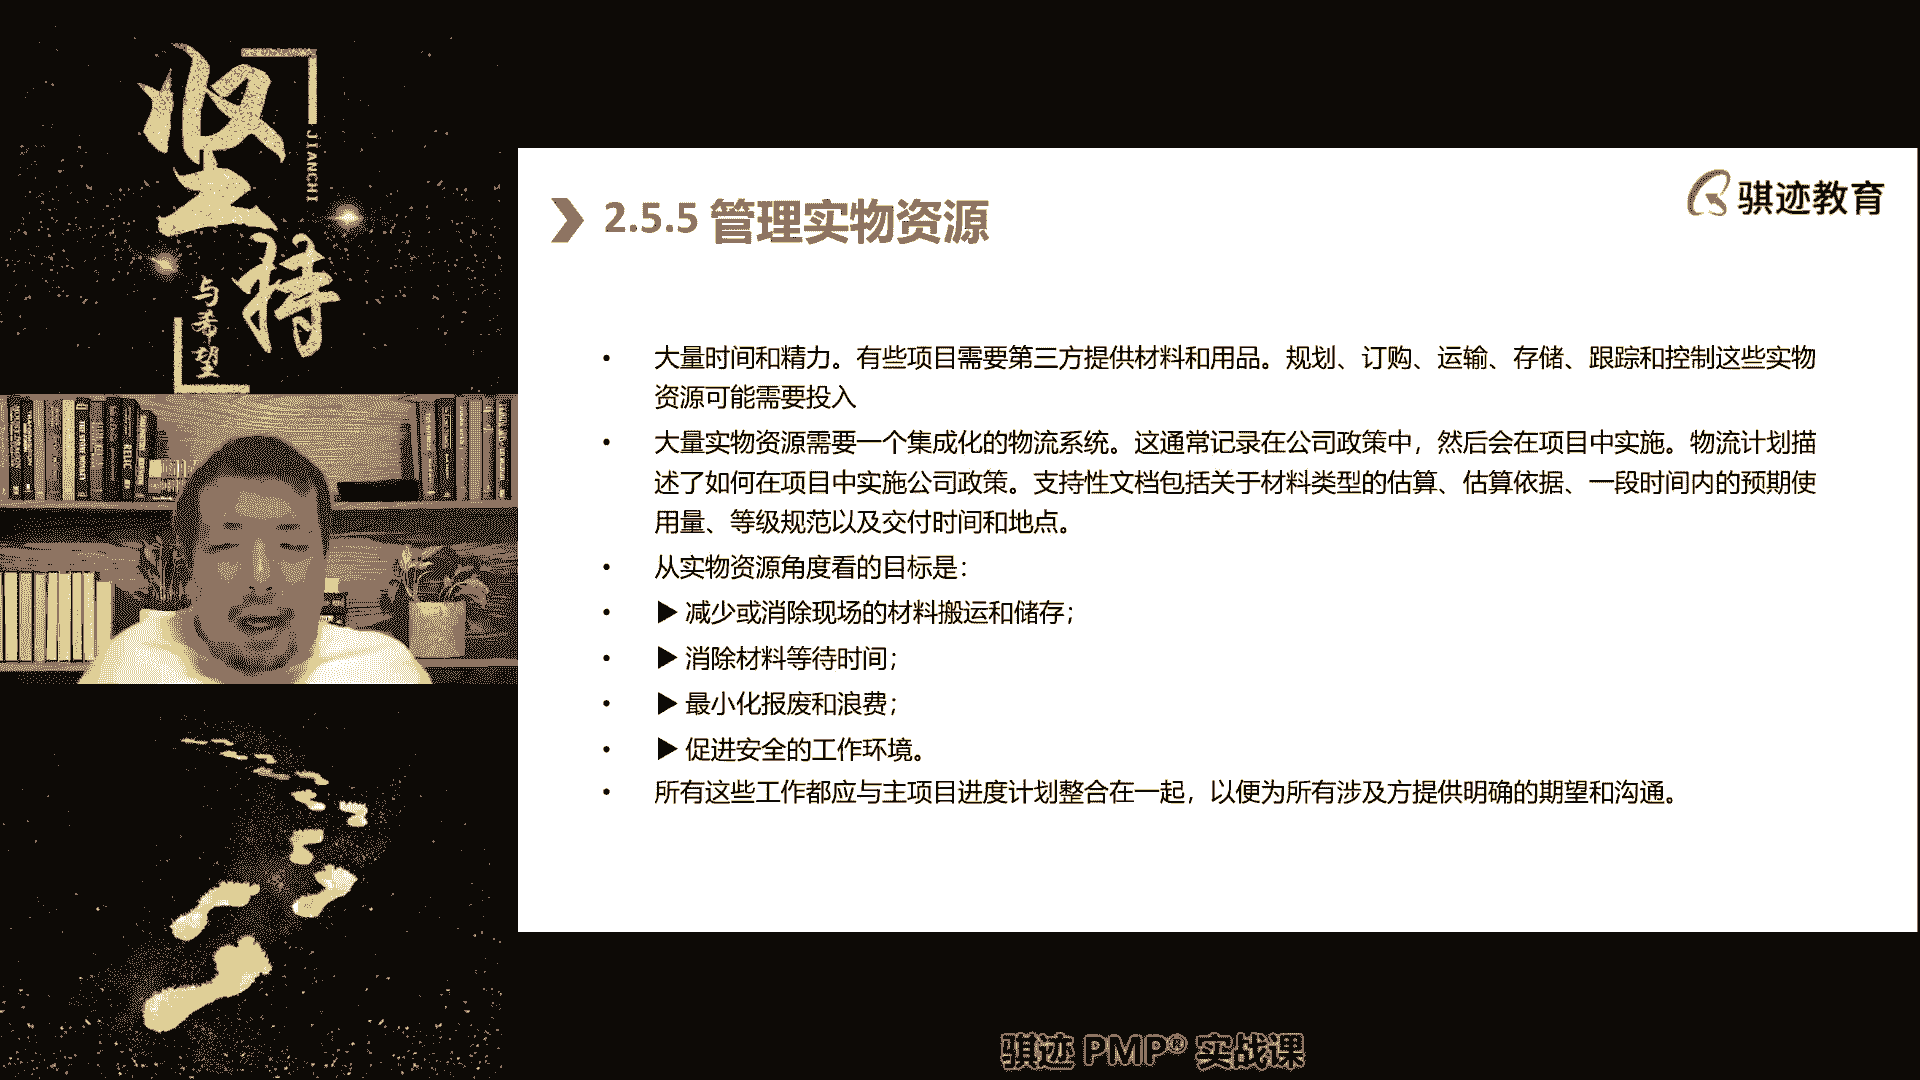 坚持
JIANCHI
与希望
骐迹教育
2.5.5 管理实物资源
• 大量时间和精力。有些项目需要第三方提供材料和用品。规划、订购、运输、存储、跟踪和控制这些实物
资源可能需要投入
• 大量实物资源需要一个集成化的物流系统。这通常记录在公司政策中，然后会在项目中实施。物流计划描
述了如何在项目中实施公司政策。支持性文档包括关于材料类型的估算、估算依据、一段时间内的预期使
用量、等级规范以及交付时间和地点。
• 从实物资源角度看的目标是：
• ▶ 减少或消除现场的材料搬运和储存；
• ▶ 消除材料等待时间；
• ▶ 最小化报废和浪费；
• ▶ 促进安全的工作环境。
• 所有这些工作都应与主项目进度计划整合在一起，以便为所有涉及方提供明确的期望和沟通。
骐迹 PMP® 实战课